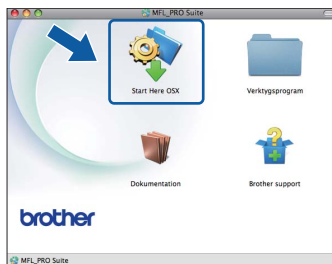 MFL_PRO Suite
Start Here OSX
Verktygsprogram
Dokumentation
Brother support
brother
MFL_PRO Suite